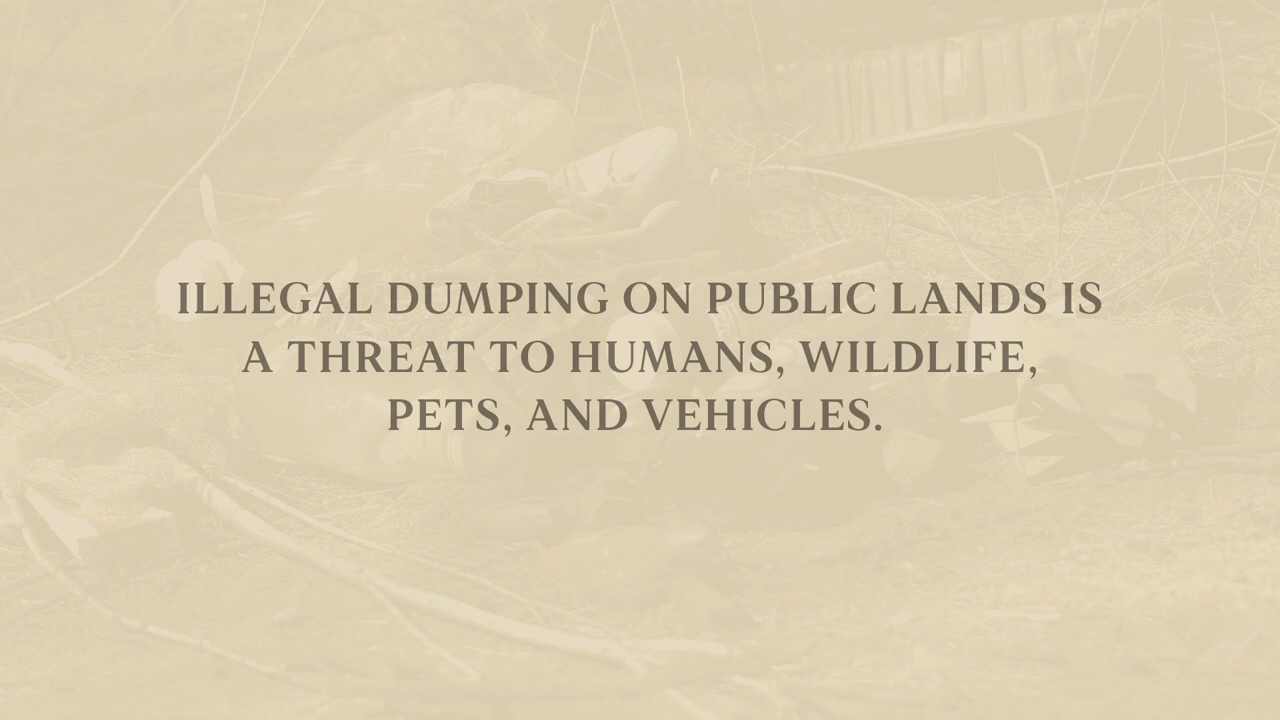 ILLEGAL DUMPING ON PUBLIC LANDS IS
A THREAT TO HUMANS, WILDLIFE,
PETS, AND VEHICLES.